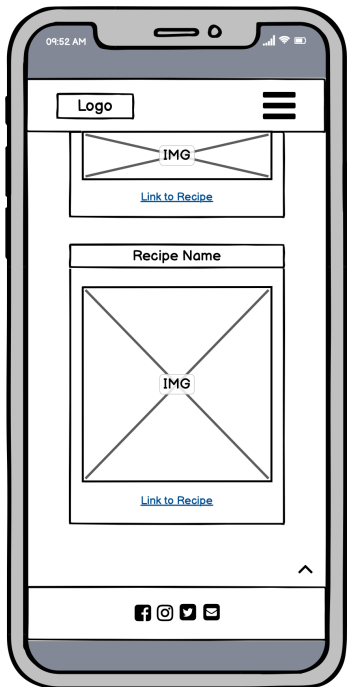 09:52 AM
Logo
IMG
Link to Recipe
Recipe Name
IMG
Link to Recipe